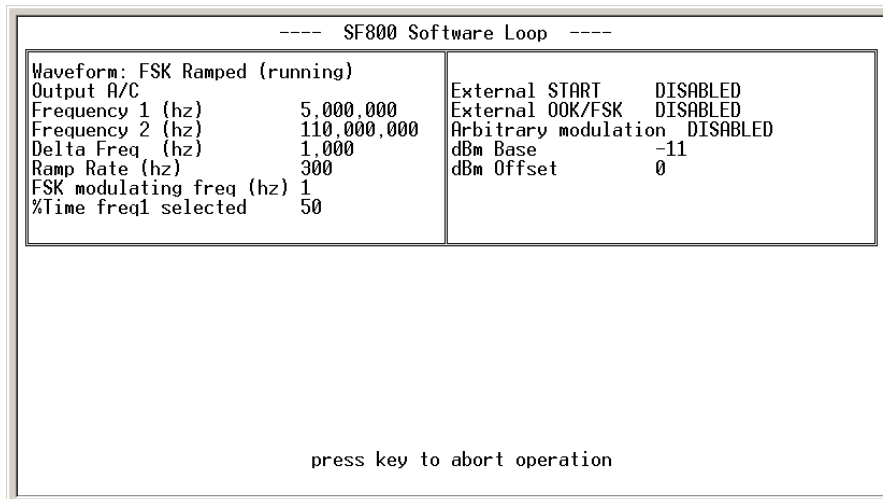 ---- SF800 Software Loop ----
Waveform: FSK Ramped (running)
Output A/C
Frequency 1 (hz) 5,000,000
Frequency 2 (hz) 110,000,000
Delta Freq (hz) 1,000
Ramp Rate (hz) 300
FSK modulating freq (hz) 1
%Time freq1 selected 50
External START DISABLED
External OOK/FSK DISABLED
Arbitrary modulation DISABLED
dBm Base -11
dBm Offset 0
press key to abort operation